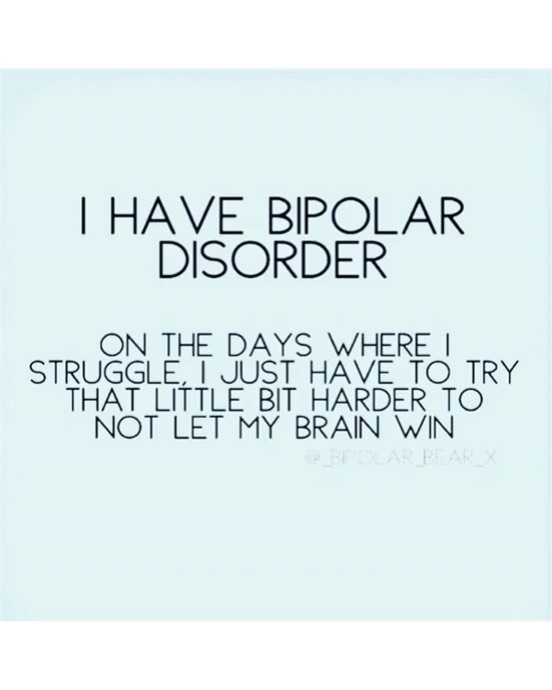 I HAVE BIPOLAR
DISORDER
ON THE DAYS WHERE I
STRUGGLE, I JUST HAVE TO TRY
THAT LITTLE BIT HARDER TO
NOT LET MY BRAIN WIN
@_BIPOLAR_BEAR_X